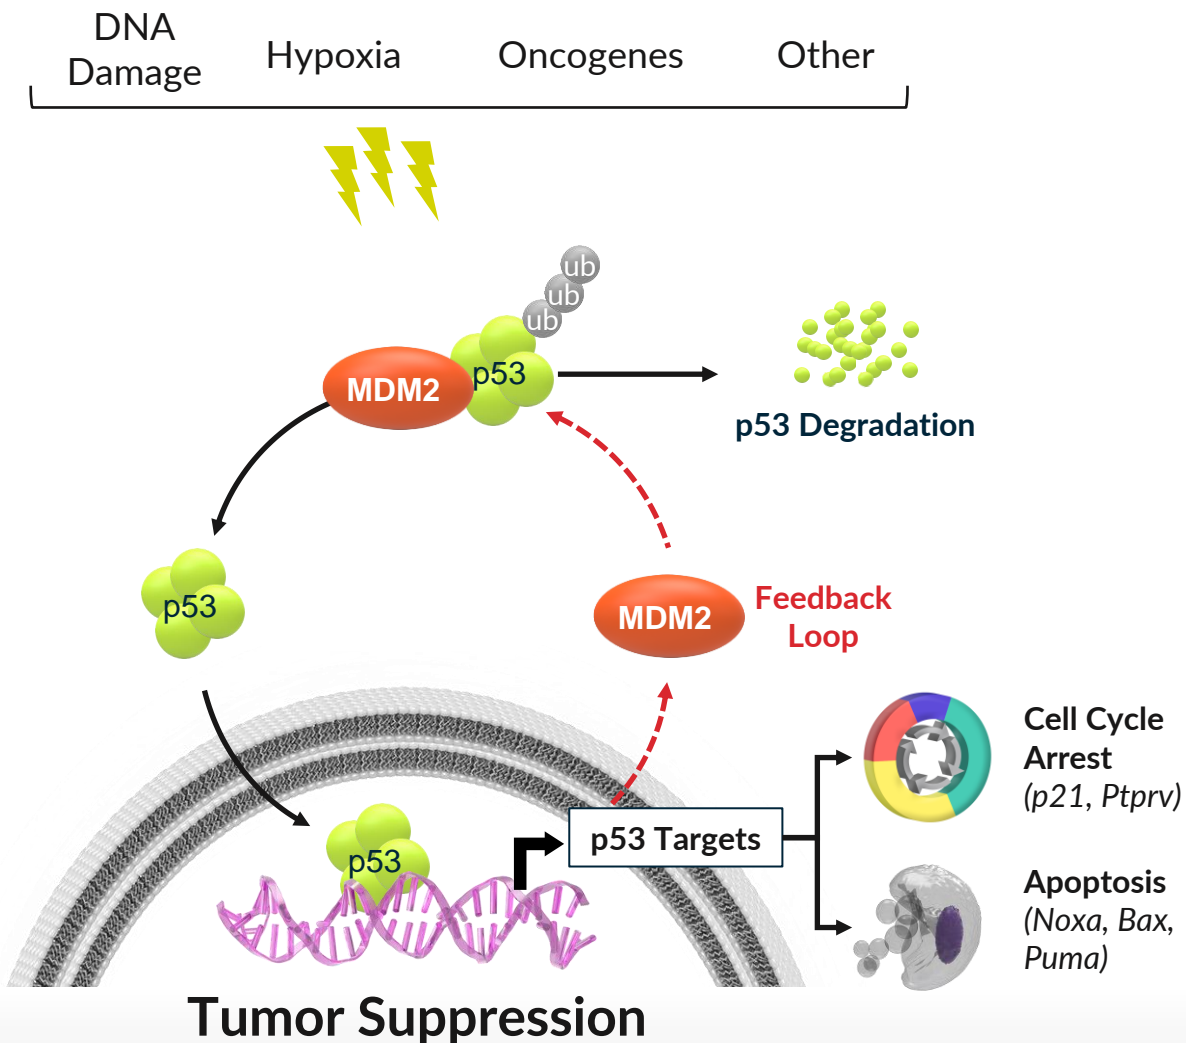 DNA
Damage
Hypoxia
Oncogenes
Other
ub
ub
ub
MDM2
p53
p53 Degradation
p53
MDM2
Feedback
Loop
p53
p53 Targets
Cell Cycle
Arrest
(p21, Ptprv)
Apoptosis
(Noxa, Bax,
Puma)
Tumor Suppression